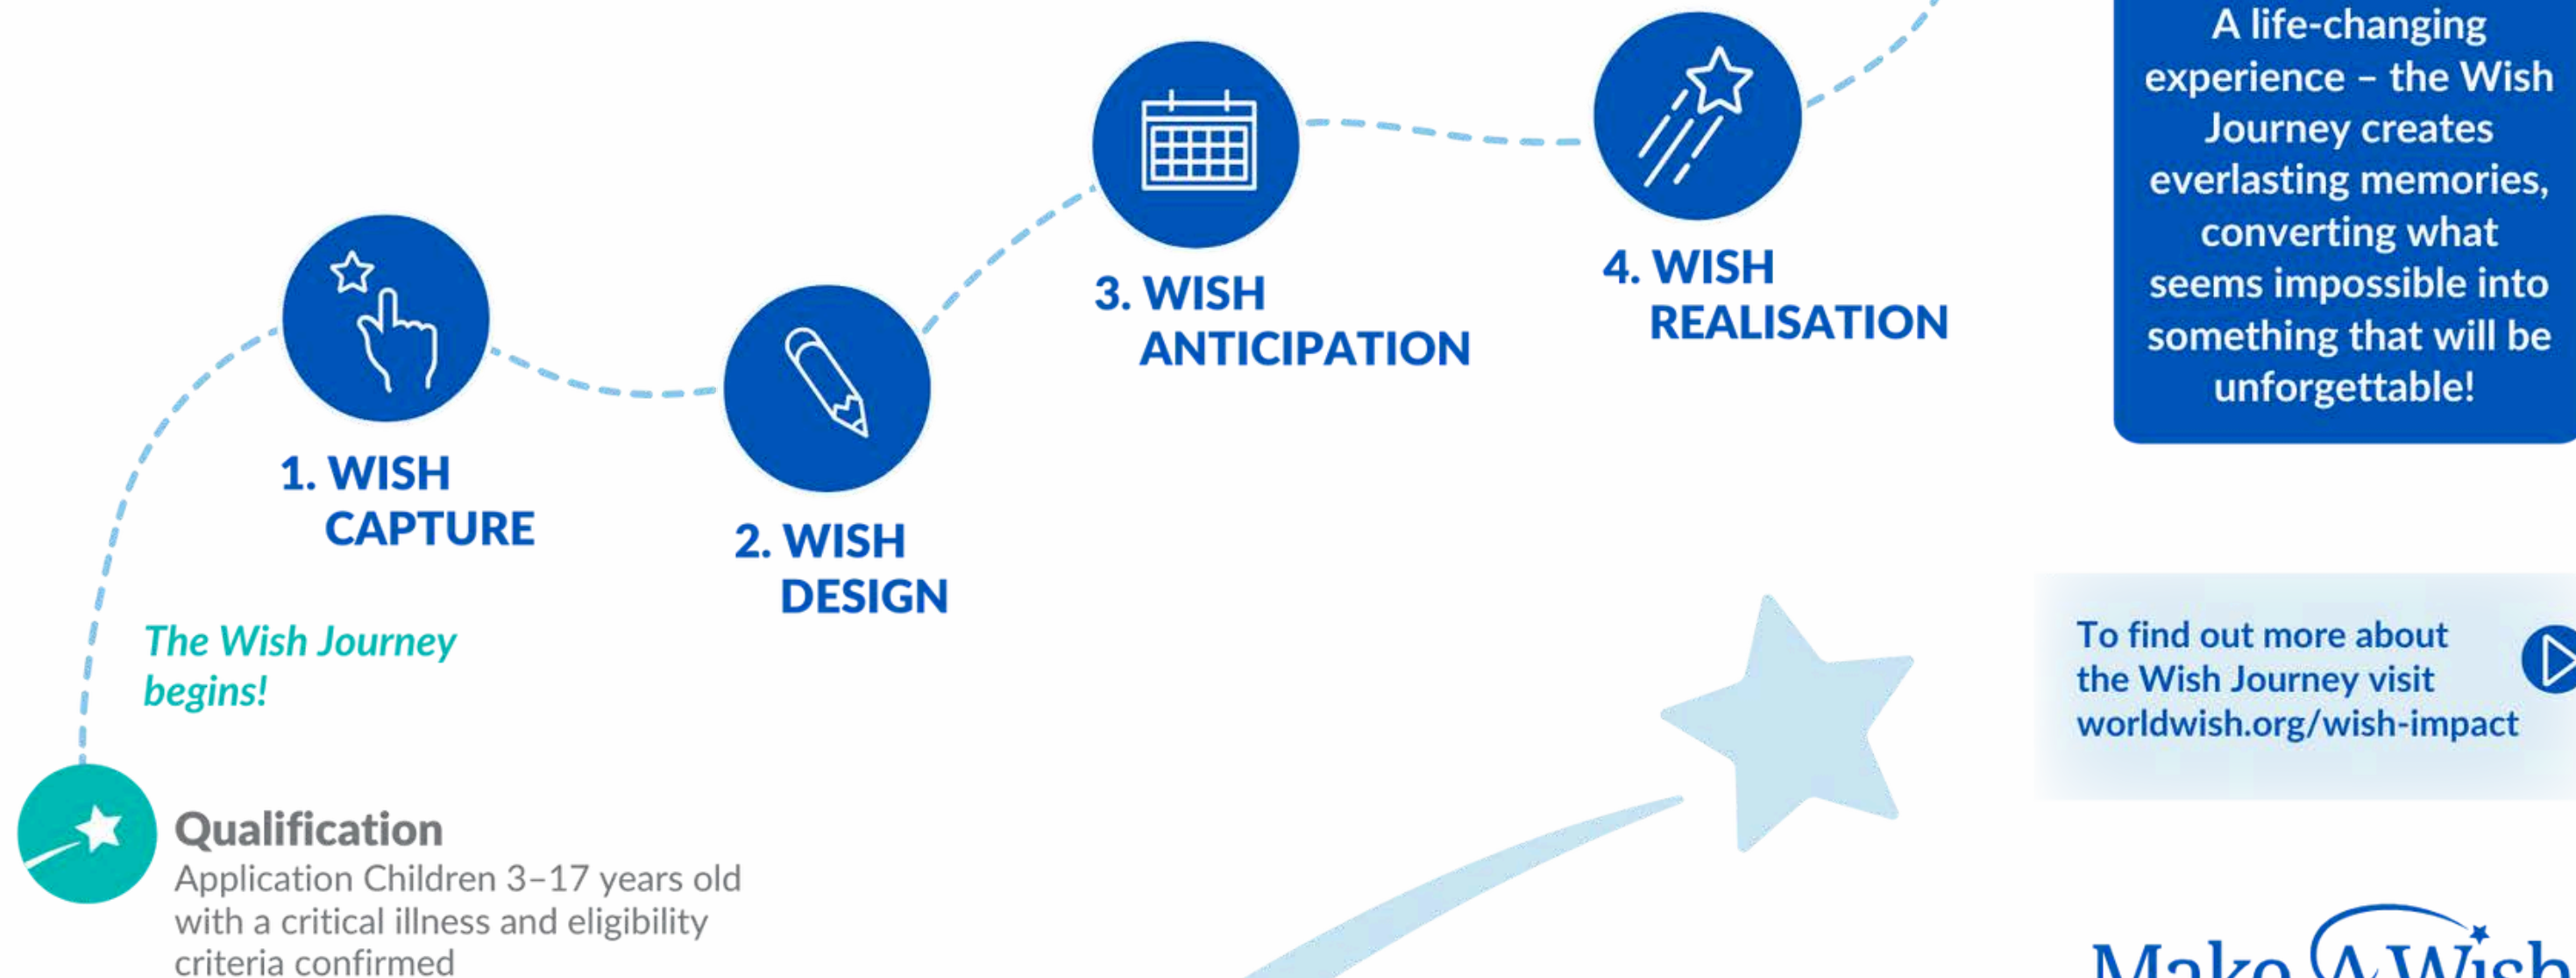 A life-changing
experience – the Wish
Journey creates
everlasting memories,
converting what
seems impossible into
something that will be
unforgettable!
3. WISH
ANTICIPATION
4. WISH
REALISATION
1. WISH
CAPTURE
2. WISH
DESIGN
The Wish Journey
begins!
To find out more about
the Wish Journey visit
worldwish.org/wish-impact
Qualification
Application Children 3–17 years old
with a critical illness and eligibility
criteria confirmed
Make A Wish